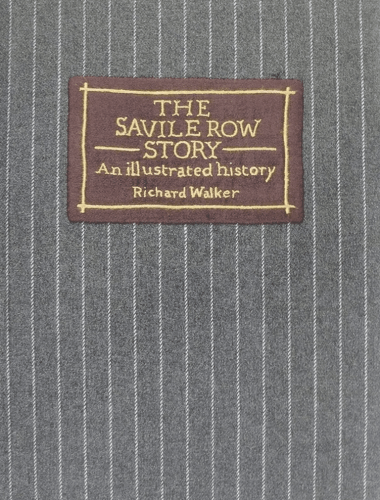 THE
SAVILE ROW
STORY
An illustrated history
Richard Walker